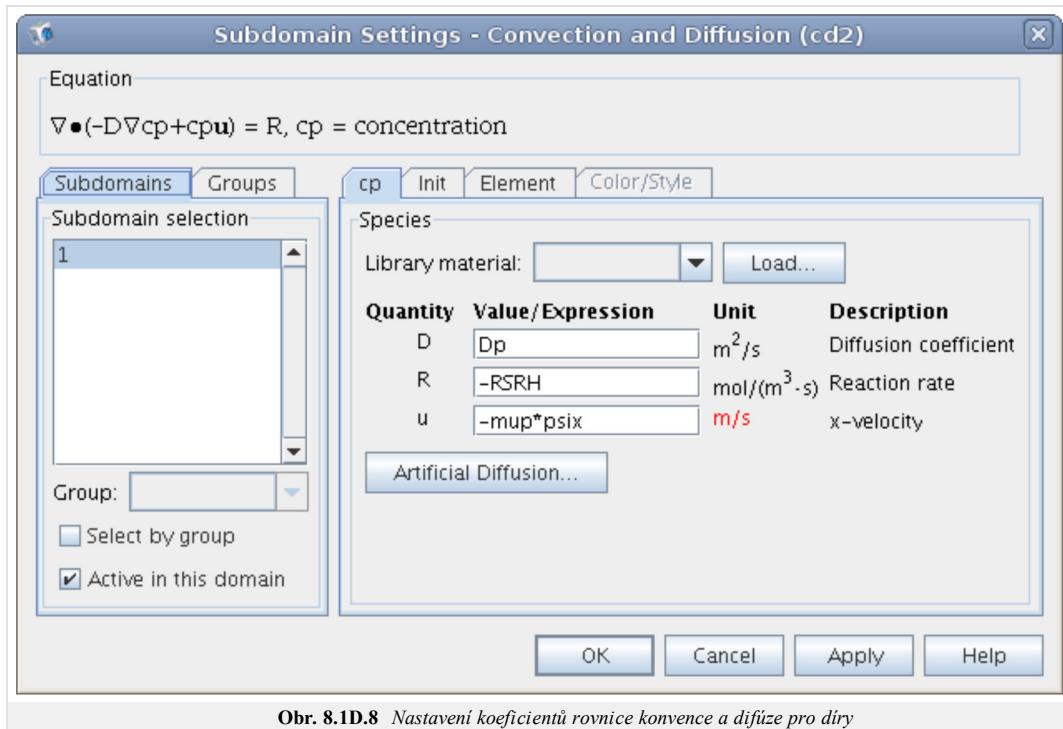 Subdomain Settings - Convection and Diffusion (cd2)
Equation
∇•(-D∇cp+cpu) = R, cp = concentration
Subdomains Groups
Subdomain selection
1
Group:
Select by group
Active in this domain
cp Init Element Color/Style
Species
Library material: Load...
Quantity Value/Expression Unit Description
D Dp m²/s Diffusion coefficient
R -RSRH mol/(m³·s) Reaction rate
u -mup*psix m/s x-velocity
Artificial Diffusion...
OK Cancel Apply Help
Obr. 8.1D.8 Nastavení koeficientů rovnice konvence a difúze pro díry